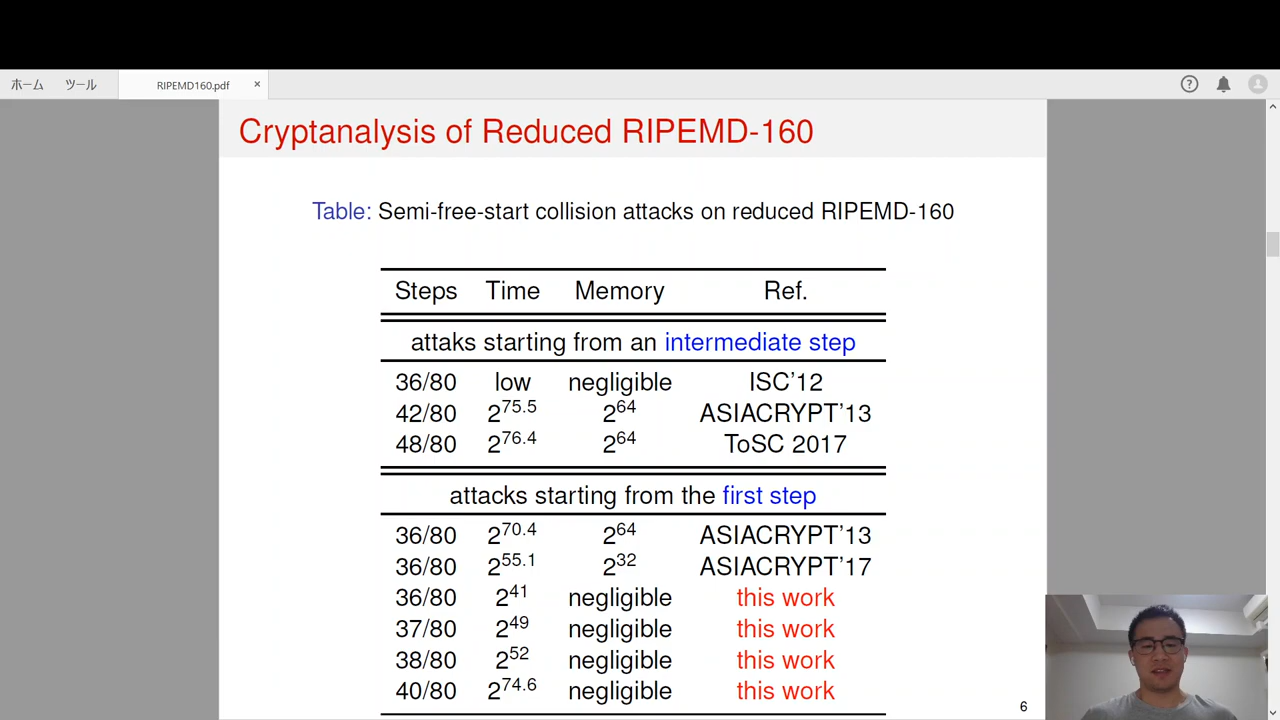 ホーム ツール RIPEMD160.pdf ×
Cryptanalysis of Reduced RIPEMD-160
Table: Semi-free-start collision attacks on reduced RIPEMD-160
Steps Time Memory Ref.
attaks starting from an intermediate step
36/80 low negligible ISC'12
42/80 2^75.5 2^64 ASIACRYPT'13
48/80 2^76.4 2^64 ToSC 2017
attacks starting from the first step
36/80 2^70.4 2^64 ASIACRYPT'13
36/80 2^55.1 2^32 ASIACRYPT'17
36/80 2^41 negligible this work
37/80 2^49 negligible this work
38/80 2^52 negligible this work
40/80 2^74.6 negligible this work
6